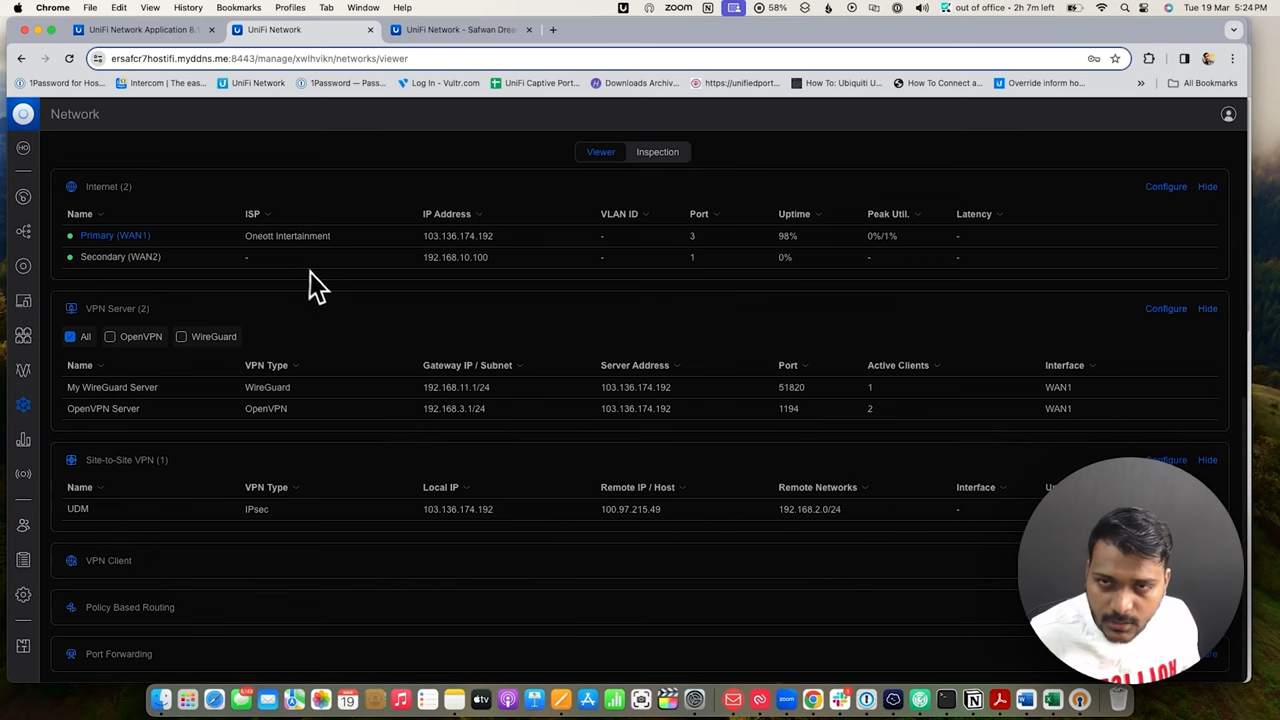 Chrome File Edit View History Bookmarks Profiles Tab Window Help
zoom 58% out of office · 2h 7m left Tue 19 Mar 5:24 PM
UniFi Network Application 8.
UniFi Network
UniFi Network - Safwan Drea
ersafcr7hostifi.myddns.me:8443/manage/xwlhvikn/networks/viewer
1Password for Hos...
Intercom | The eas...
UniFi Network
1Password — Pass...
Log In - Vultr.com
UniFi Captive Port...
Downloads Archiv...
https://unifiedport...
How To: Ubiquiti U...
How To Connect a...
Override inform ho...
»
All Bookmarks
Network
HO
Viewer Inspection
Internet (2) Configure Hide
Name ISP IP Address VLAN ID Port Uptime Peak Util. Latency
Primary (WAN1) Oneott Intertainment 103.136.174.192 - 3 98% 0%/1% -
Secondary (WAN2) - 192.168.10.100 - 1 0% - -
VPN Server (2) Configure Hide
All OpenVPN WireGuard
Name VPN Type Gateway IP / Subnet Server Address Port Active Clients Interface
My WireGuard Server WireGuard 192.168.11.1/24 103.136.174.192 51820 1 WAN1
OpenVPN Server OpenVPN 192.168.3.1/24 103.136.174.192 1194 2 WAN1
Site-to-Site VPN (1) Configure Hide
Name VPN Type Local IP Remote IP / Host Remote Networks Interface
UDM IPsec 103.136.174.192 100.97.215.49 192.168.2.0/24 -
VPN Client
Policy Based Routing
Port Forwarding
MAR
19
zoom